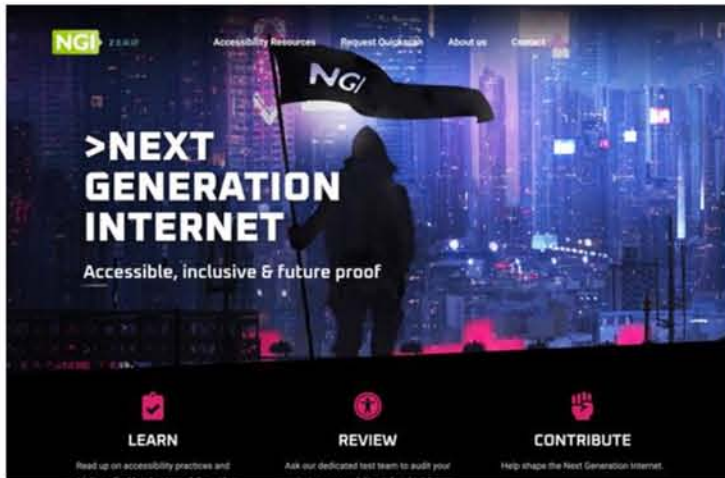 NGI ZERO
Accessibility Resources Request Quickscan About us Contact
NGI
>NEXT
GENERATION
INTERNET
Accessible, inclusive & future proof
LEARN REVIEW CONTRIBUTE
Read up on accessibility practices and Ask our dedicated test team to audit your Help shape the Next Generation Internet.